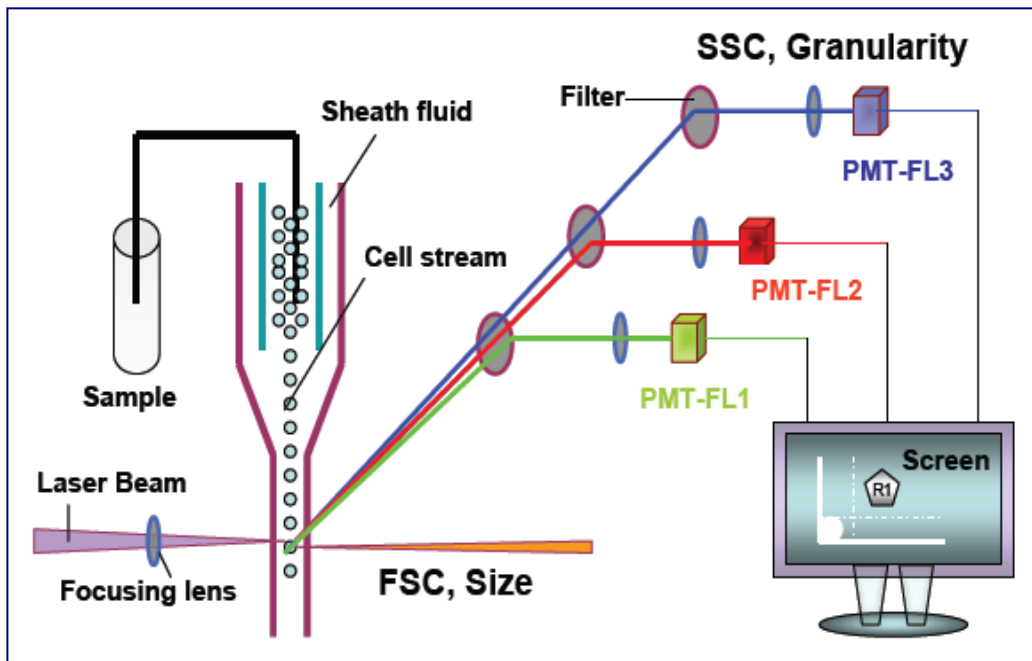 SSC, Granularity
Filter
Sheath fluid
PMT-FL3
Cell stream
PMT-FL2
Sample
PMT-FL1
Screen
R1
Laser Beam
Focusing lens
FSC, Size